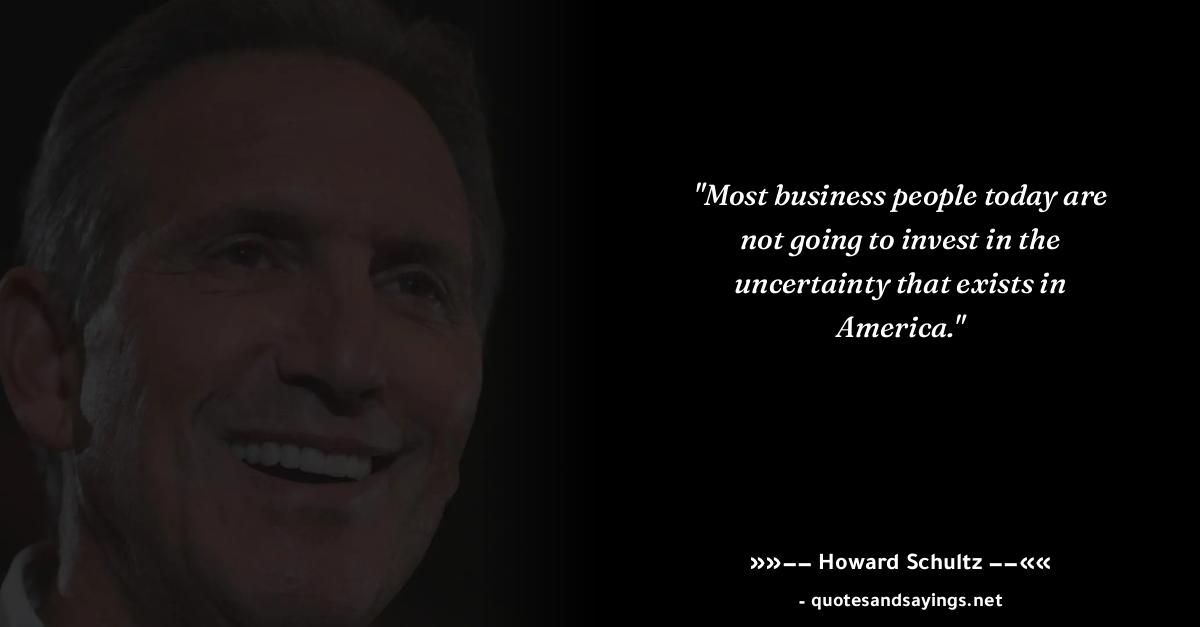 "Most business people today are
not going to invest in the
uncertainty that exists in
America."
»»−− Howard Schultz −−««
- quotesandsayings.net